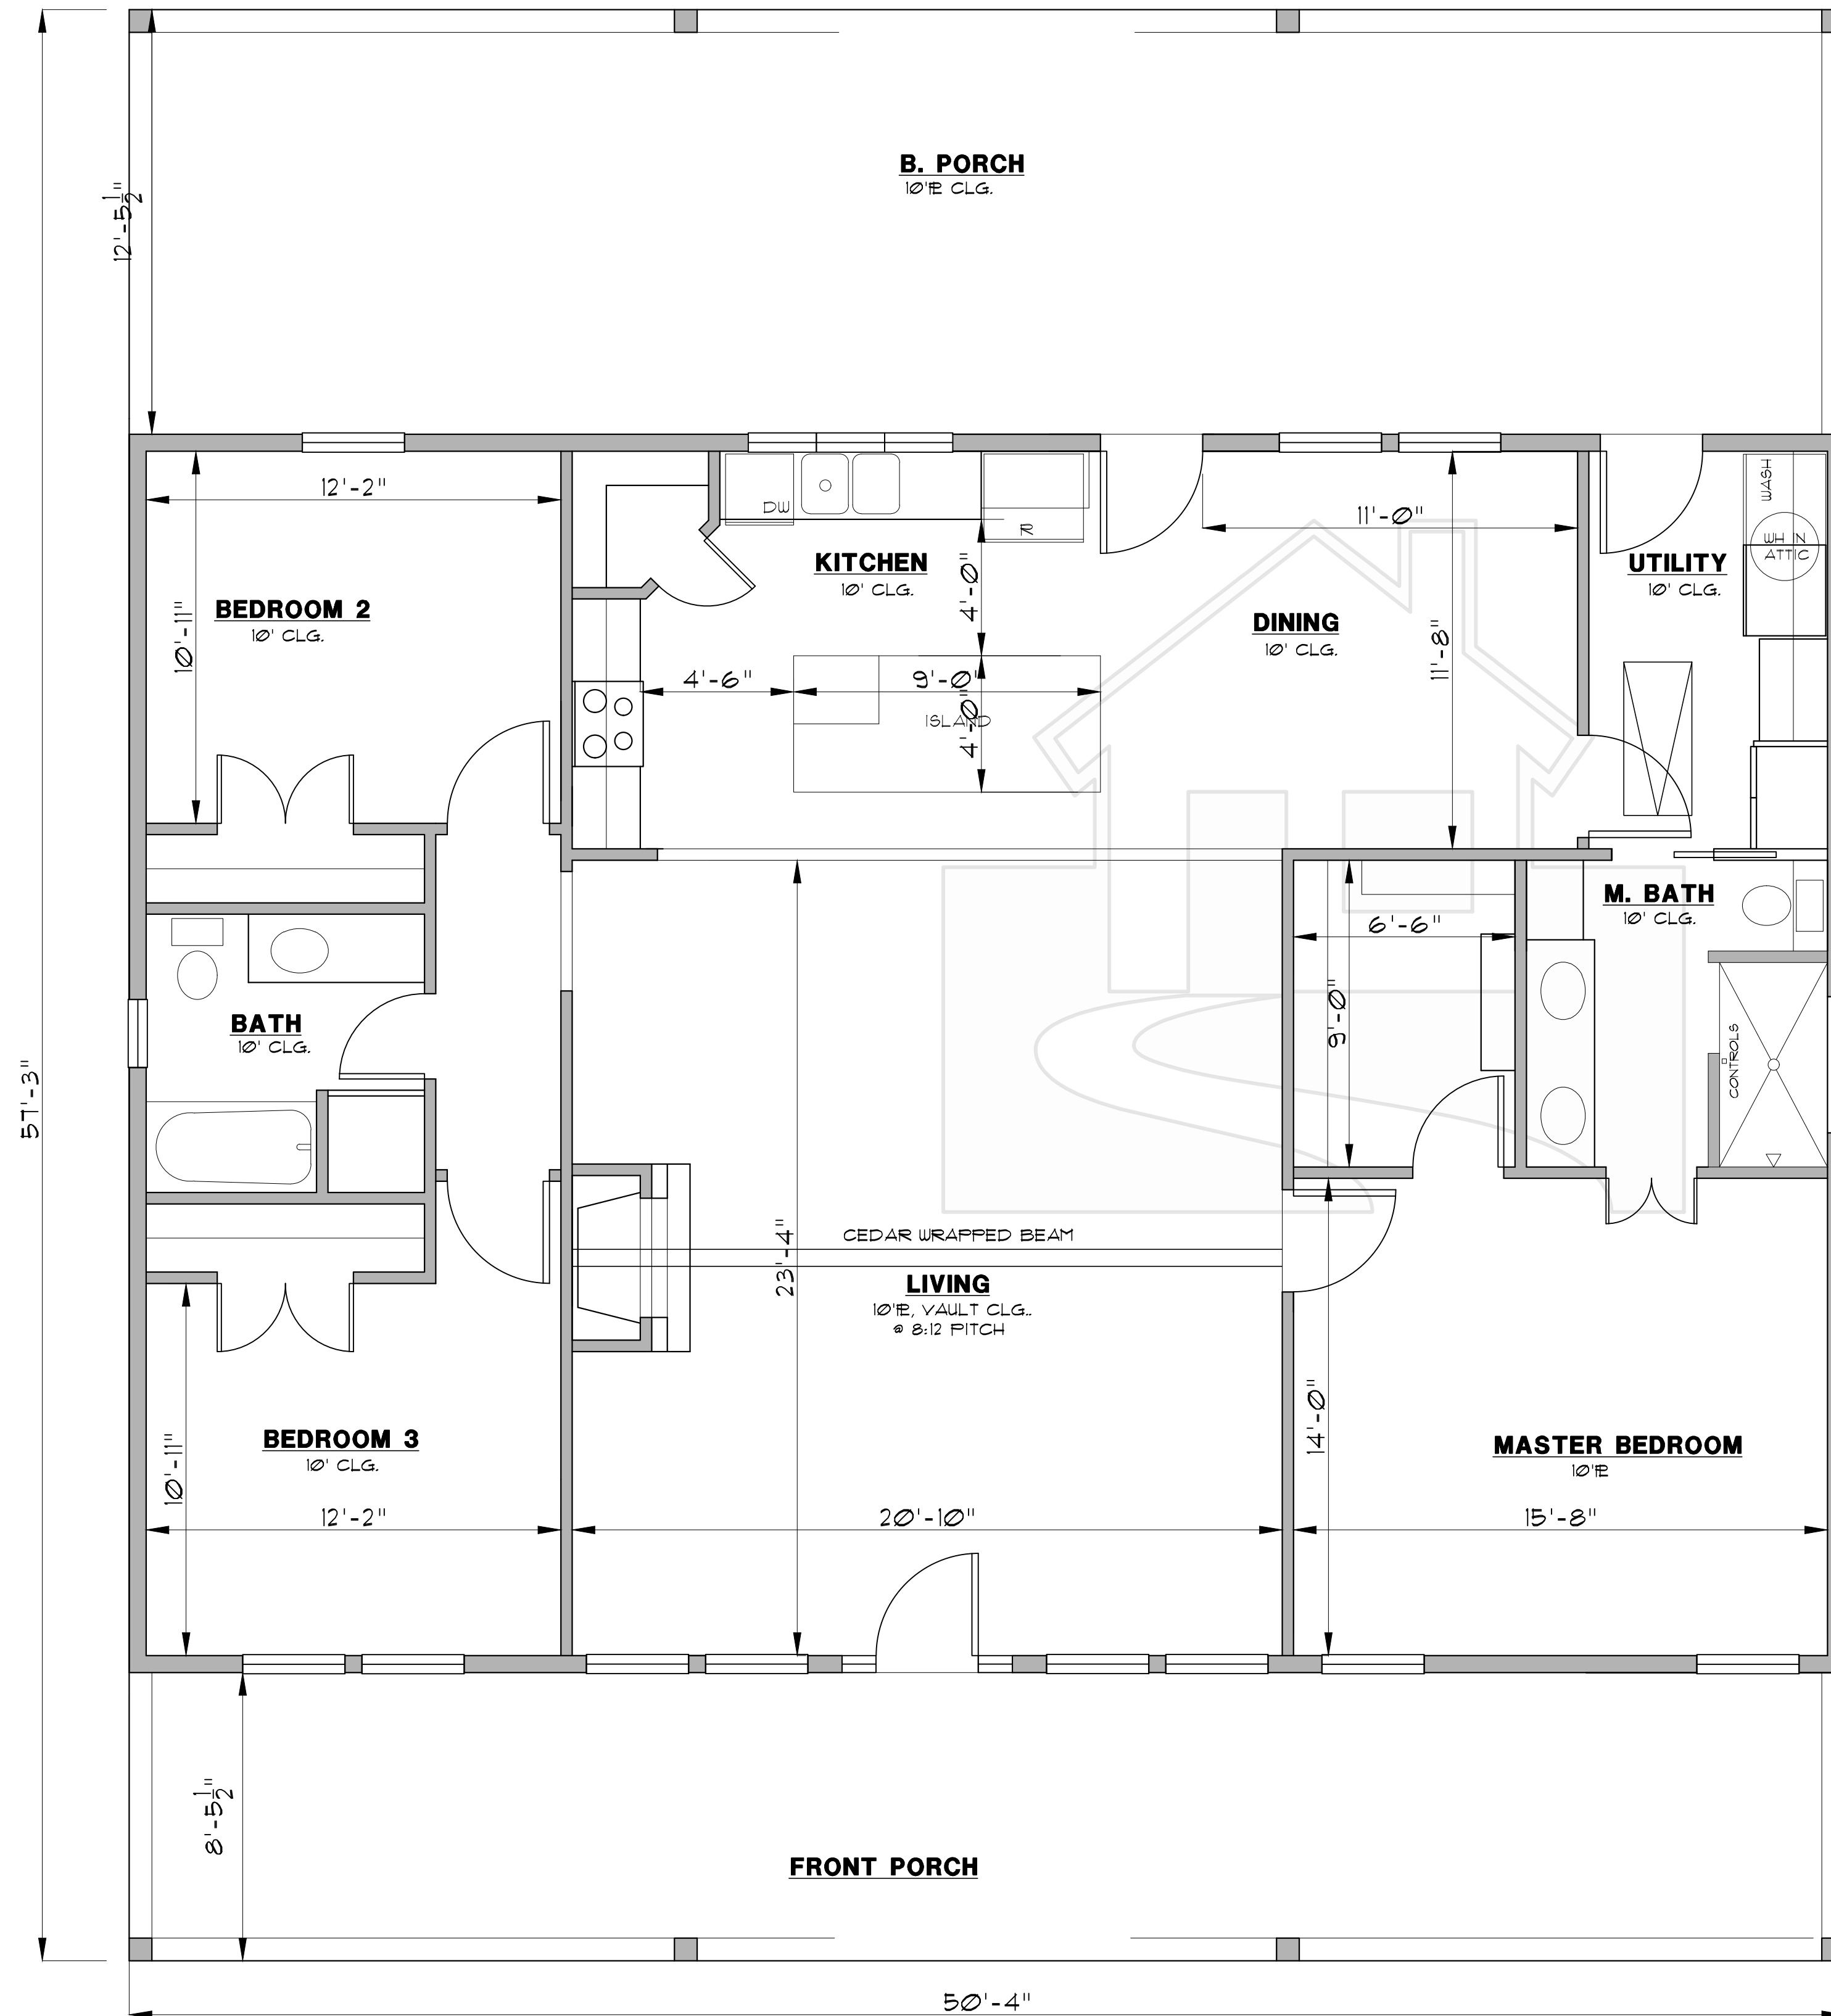 B. PORCH
10'PL CLG.
12'-5 1/2"
12'-2"
10'-11"
BEDROOM 2
10' CLG.
DW
R
KITCHEN
10' CLG.
4'-0"
4'-6"
9'-0"
ISLAND
4'-0"
11'-0"
DINING
10' CLG.
11'-8"
WASH
WH IN
ATTIC
UTILITY
10' CLG.
M. BATH
10' CLG.
6'-6"
9'-0"
CONTROLS
BATH
10' CLG.
57'-3"
CEDAR WRAPPED BEAM
23'-4"
LIVING
10'PL, VAULT CLG..
@ 8:12 PITCH
14'-0"
BEDROOM 3
10' CLG.
10'-11"
12'-2"
20'-10"
MASTER BEDROOM
10'PL
15'-8"
8'-5 1/2"
FRONT PORCH
50'-4"